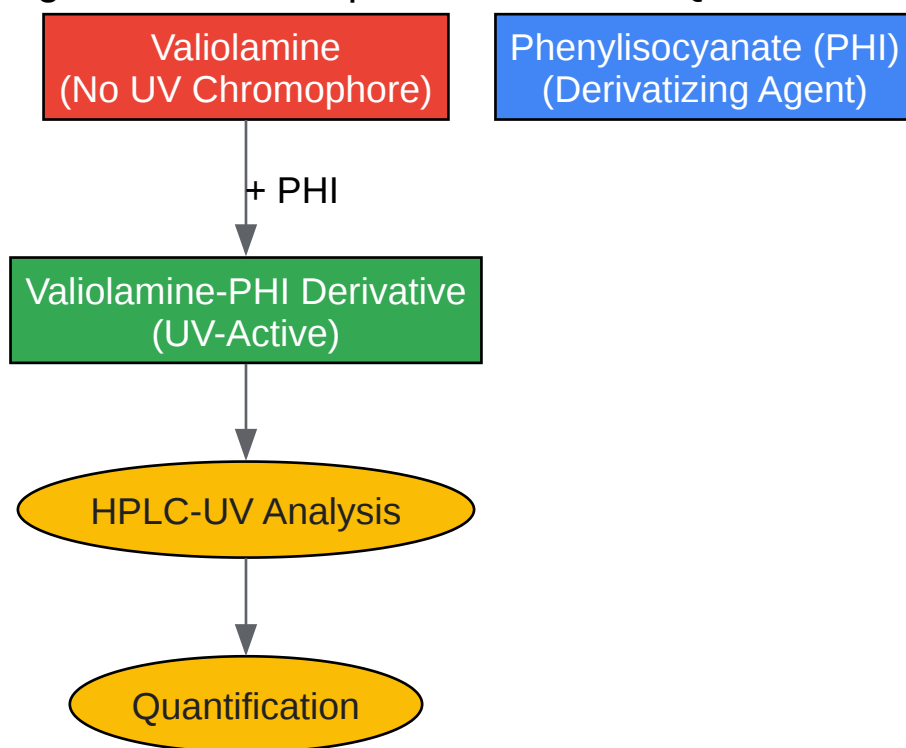 Valiolamine
(No UV Chromophore)
Phenylisocyanate (PHI)
(Derivatizing Agent)
+ PHI
Valiolamine-PHI Derivative
(UV-Active)
HPLC-UV Analysis
Quantification